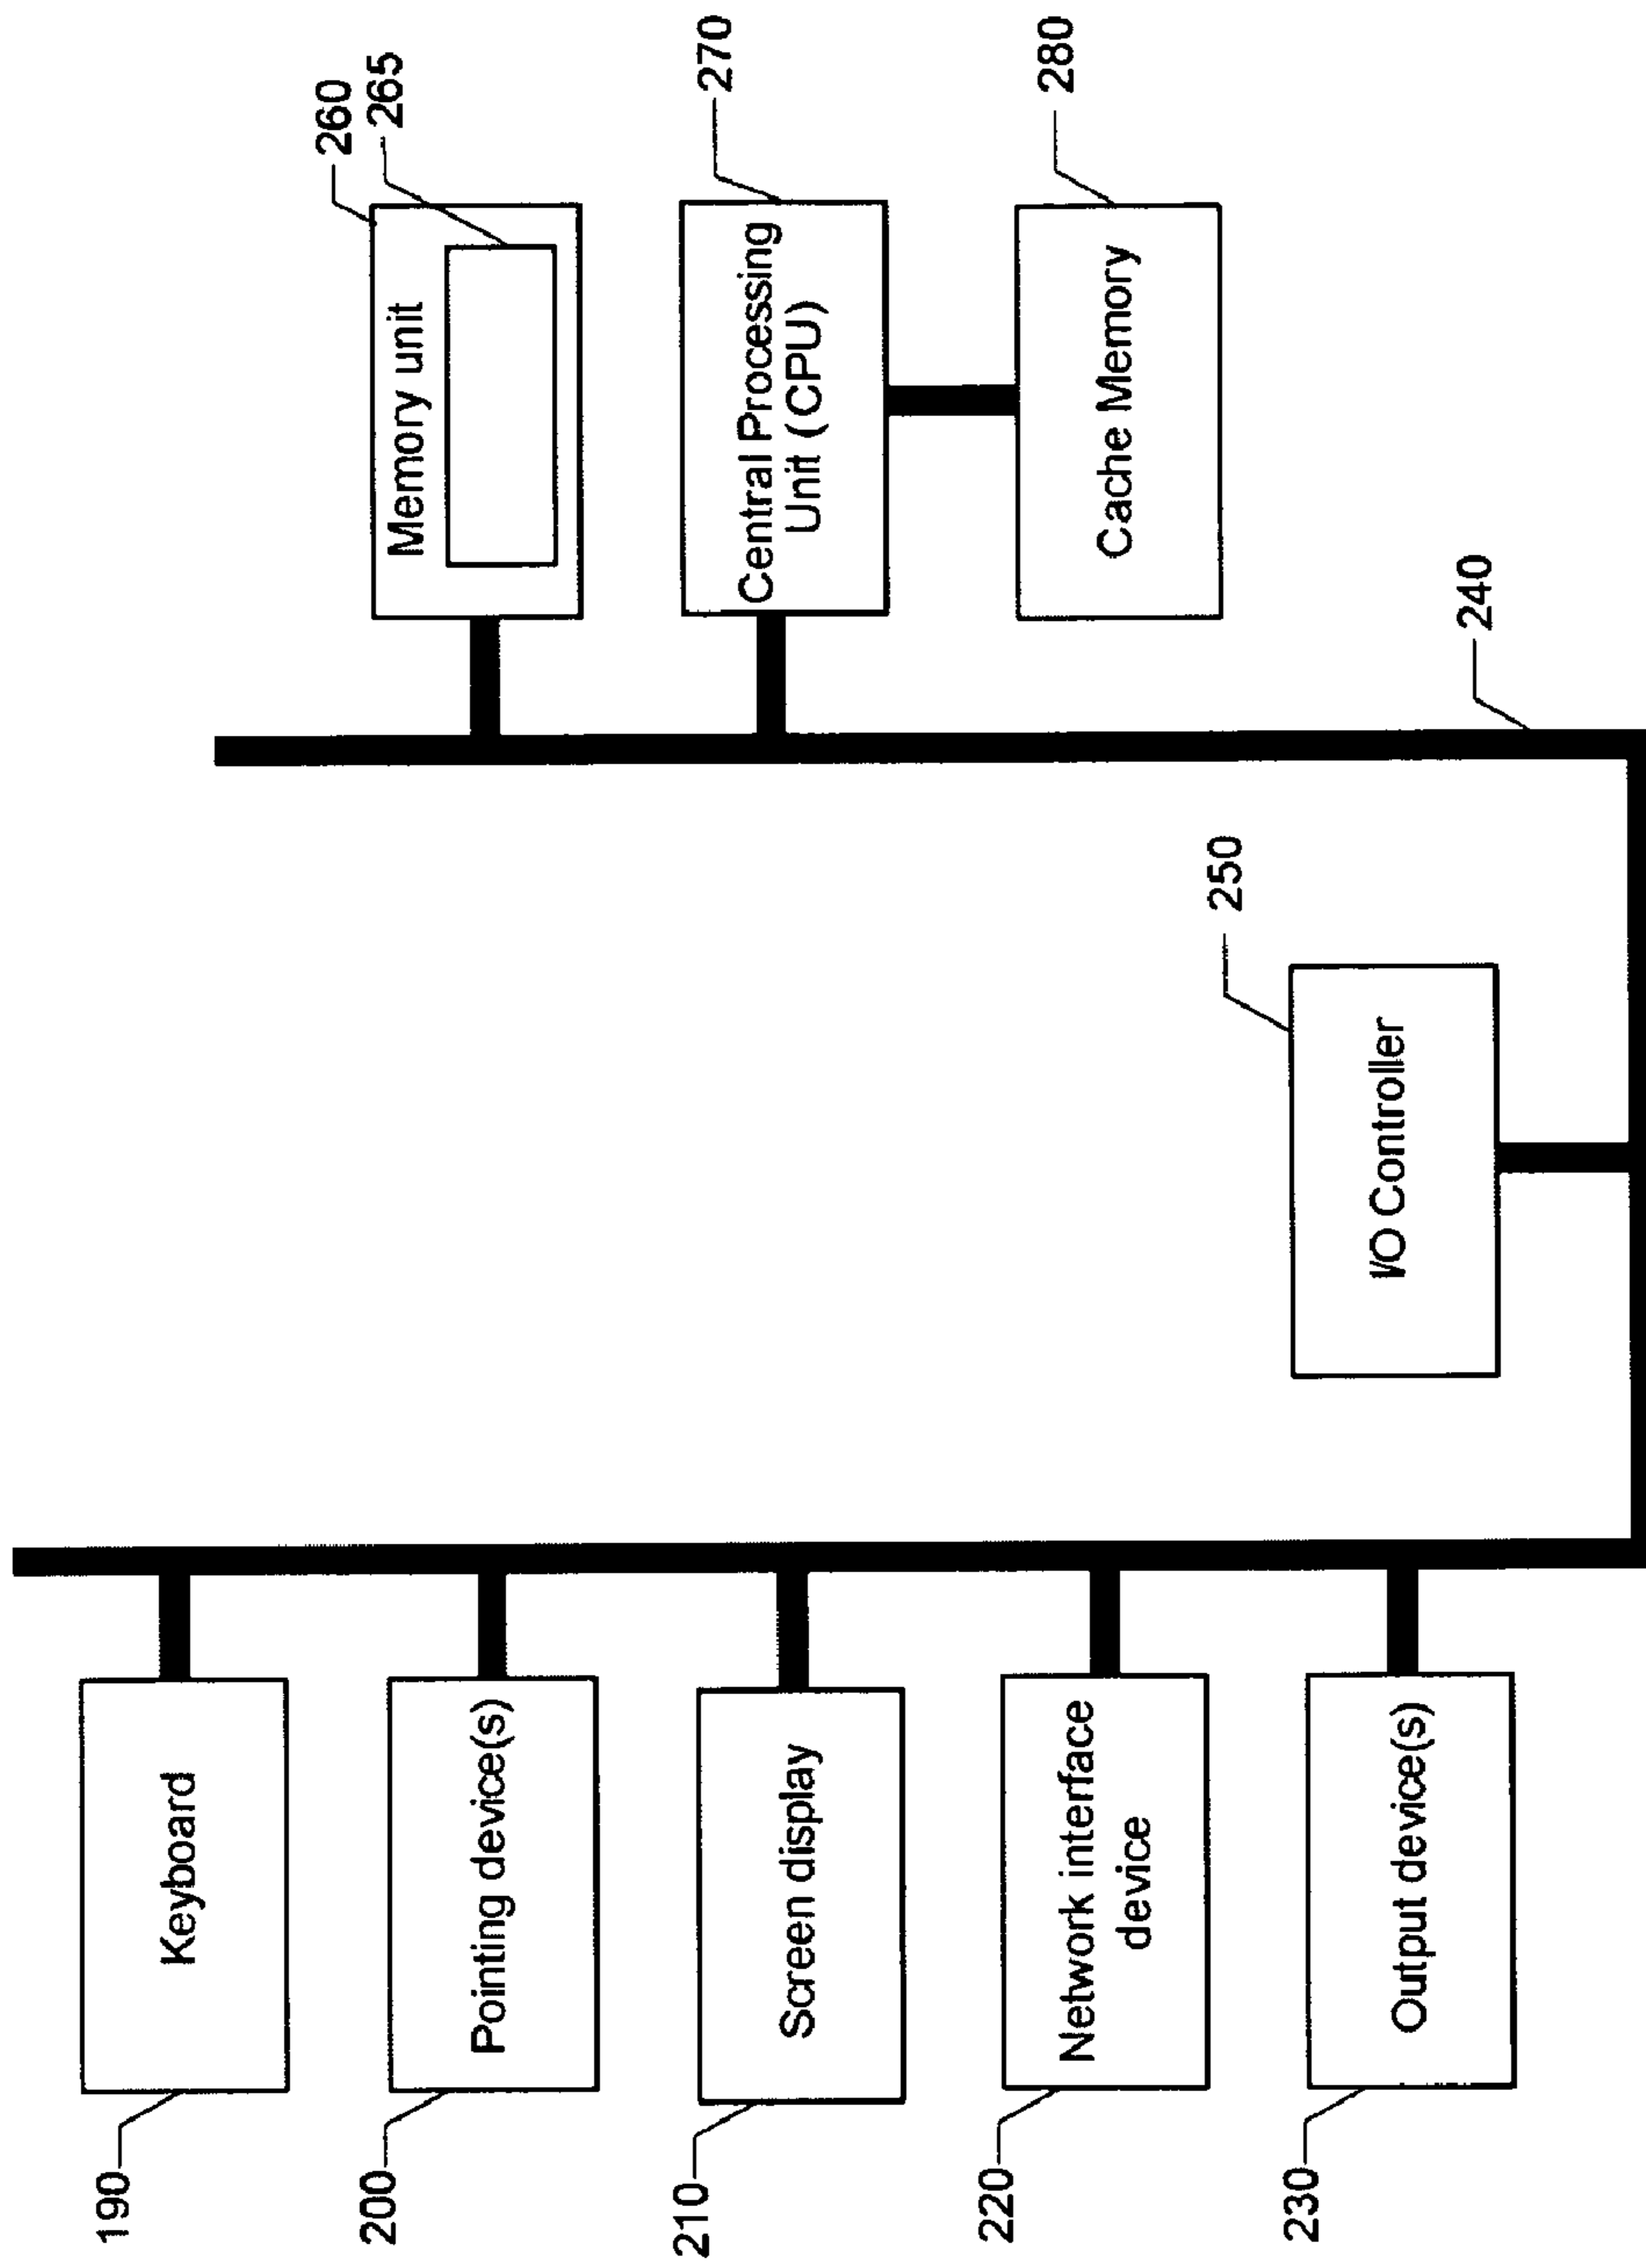 190
Keyboard
200
Pointing device(s)
210
Screen display
220
Network interface
device
230
Output device(s)
250
I/O Controller
240
260
265
Memory unit
270
Central Processing
Unit (CPU)
280
Cache Memory